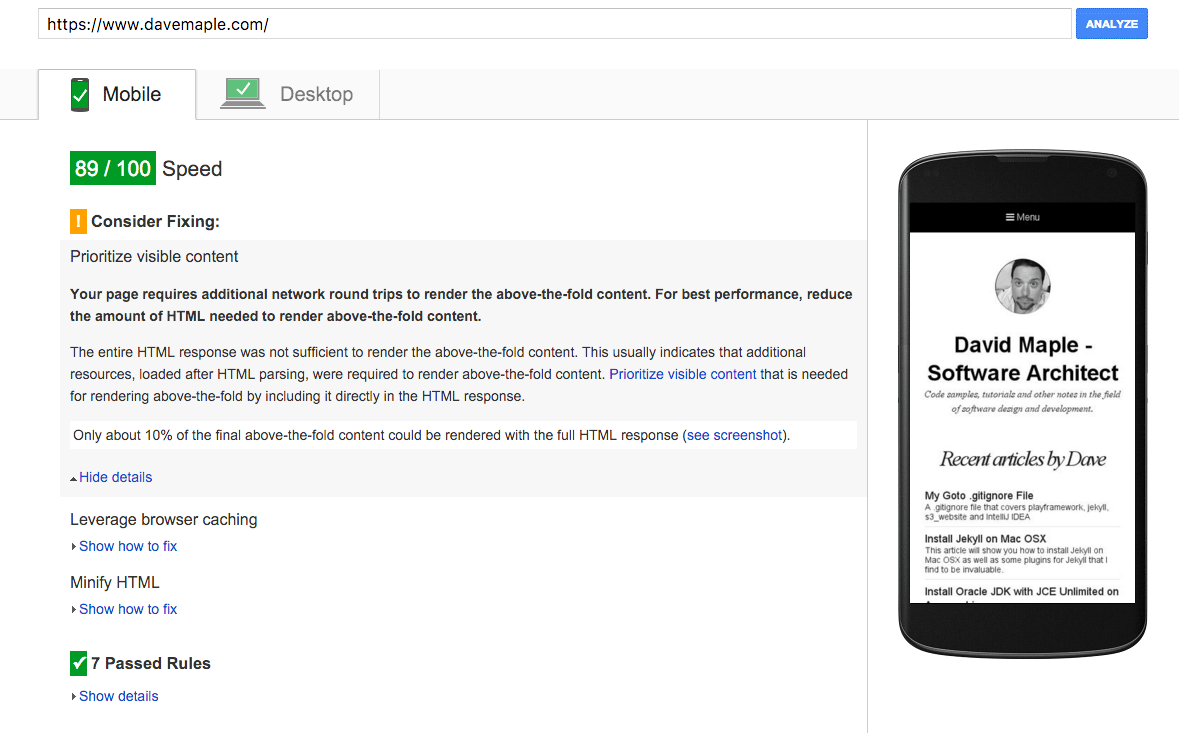 https://www.davemaple.com/
ANALYZE
Mobile
Desktop
89 / 100 Speed
! Consider Fixing:
Prioritize visible content
Your page requires additional network round trips to render the above-the-fold content. For best performance, reduce
the amount of HTML needed to render above-the-fold content.
The entire HTML response was not sufficient to render the above-the-fold content. This usually indicates that additional
resources, loaded after HTML parsing, were required to render above-the-fold content. Prioritize visible content that is needed
for rendering above-the-fold by including it directly in the HTML response.
Only about 10% of the final above-the-fold content could be rendered with the full HTML response (see screenshot).
Hide details
Leverage browser caching
Show how to fix
Minify HTML
Show how to fix
7 Passed Rules
Show details
Menu
David Maple -
Software Architect
Code samples, tutorials and other notes in the field
of software design and development.
Recent articles by Dave
My Goto .gitignore File
A .gitignore file that covers playframework, jekyll,
s3_website and IntelliJ IDEA
Install Jekyll on Mac OSX
This article will show you how to install Jekyll on
Mac OSX as well as some plugins for Jekyll that I
find to be invaluable.
Install Oracle JDK with JCE Unlimited on